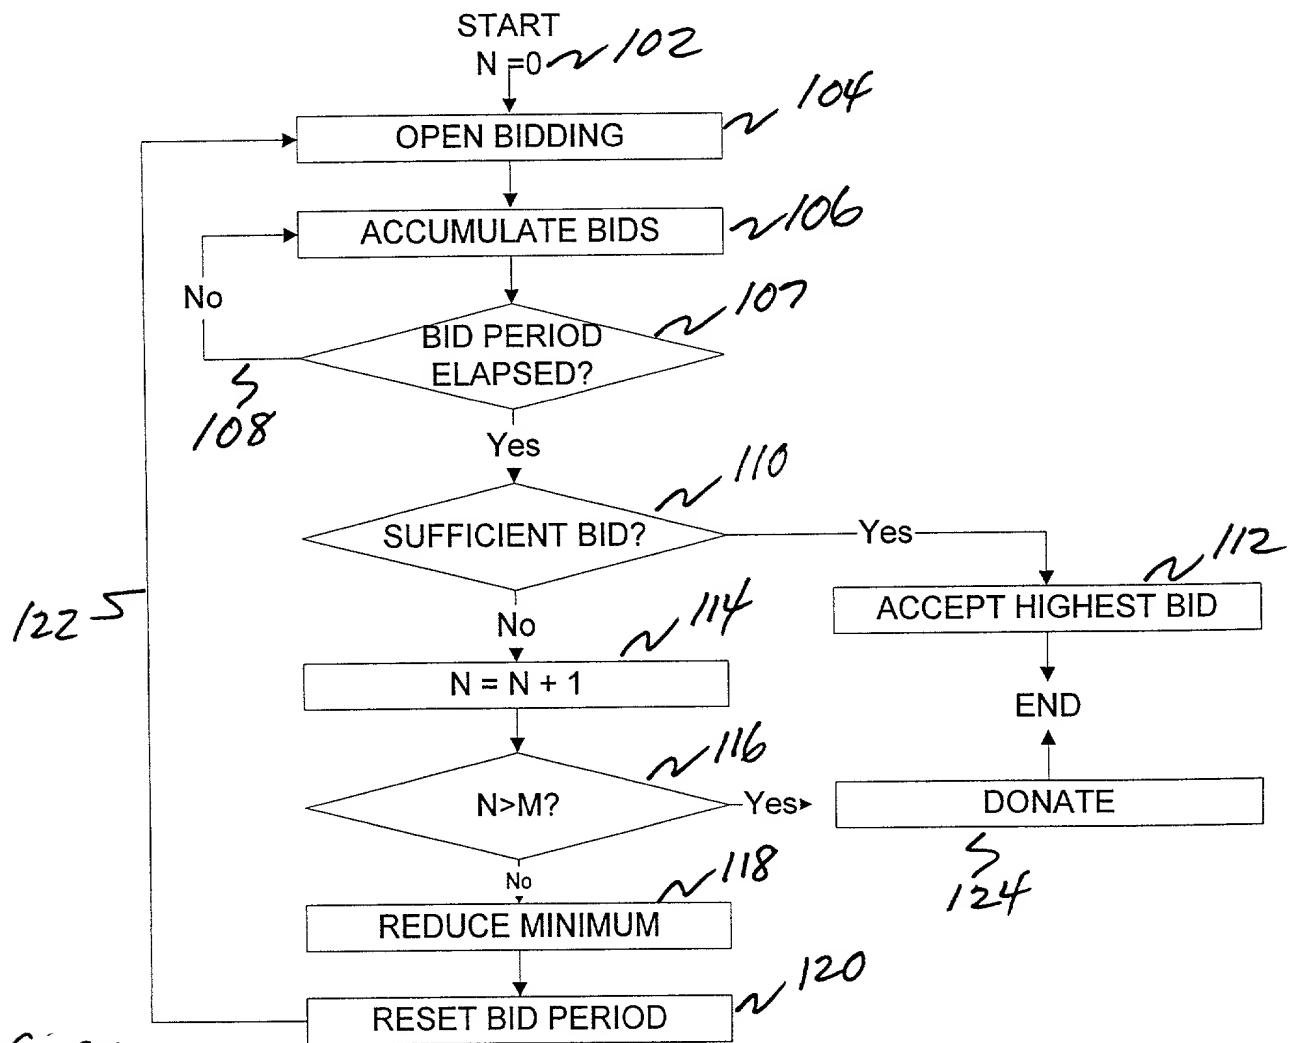 START
N =0 102
104
OPEN BIDDING
ACCUMULATE BIDS 106
No
107
BID PERIOD
ELAPSED?
108
Yes
110
SUFFICIENT BID? Yes
112
ACCEPT HIGHEST BID
122
No
114
N = N + 1
END
116
N>M? Yes
DONATE
No
118
124
REDUCE MINIMUM
120
RESET BID PERIOD